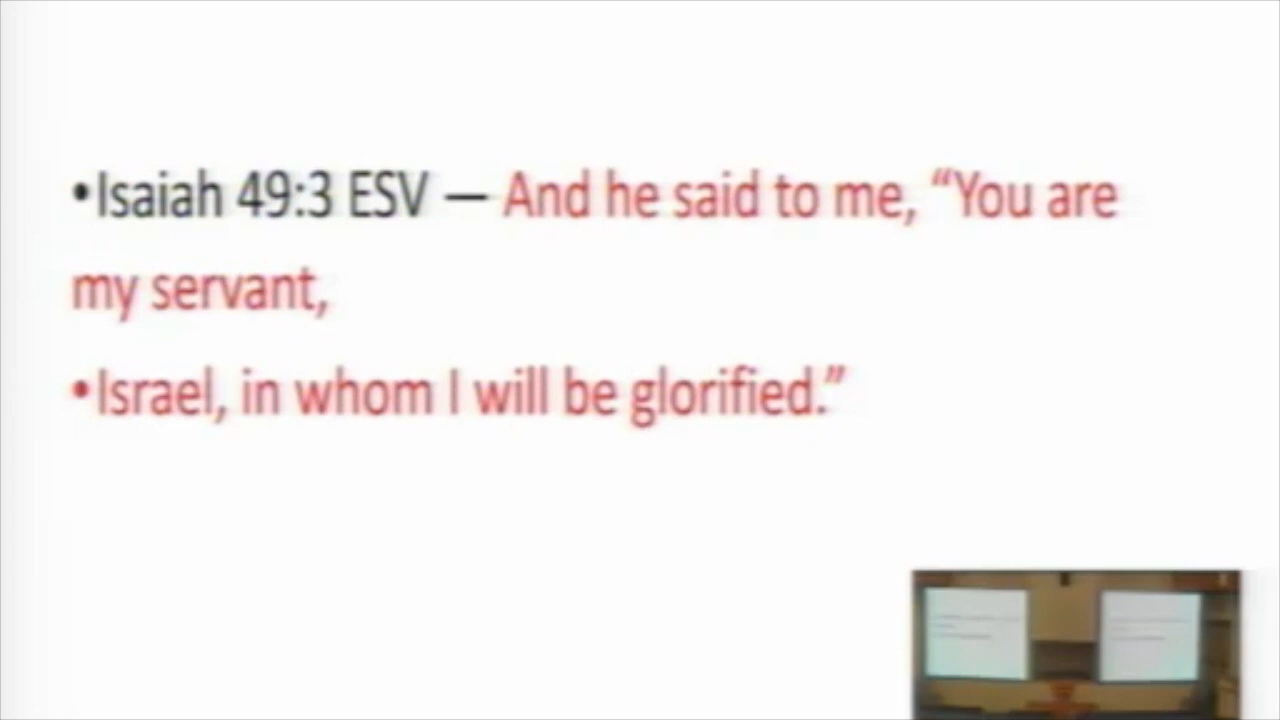 •Isaiah 49:3 ESV — And he said to me, “You are
my servant,
•Israel, in whom I will be glorified.”